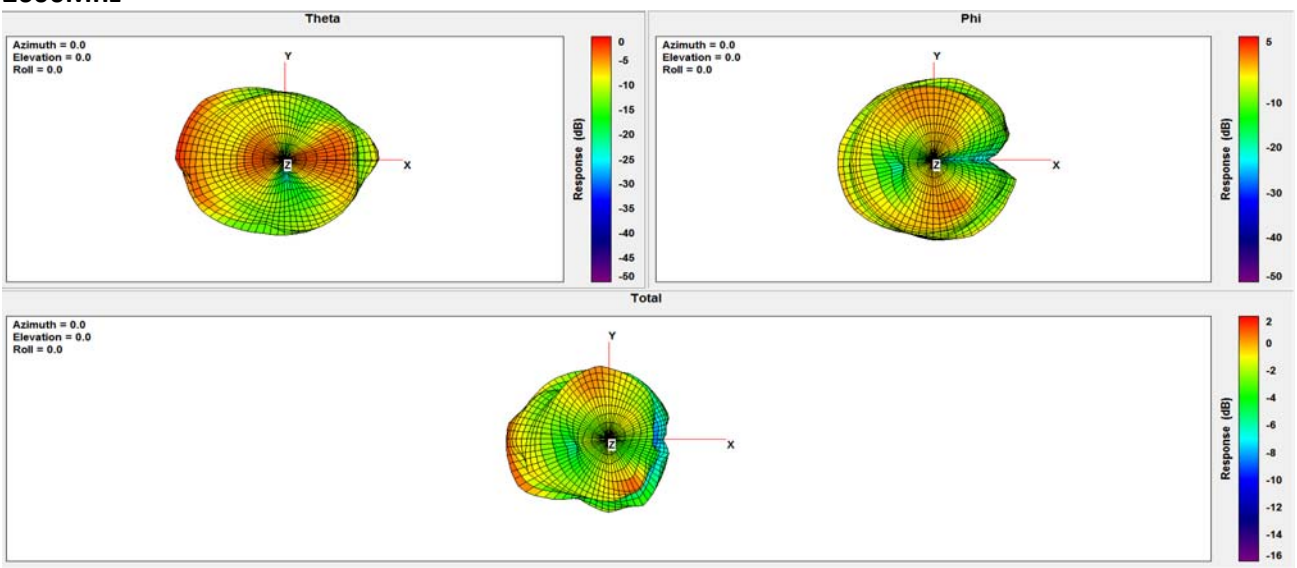 Theta
Azimuth = 0.0
Elevation = 0.0
Roll = 0.0
Y
X
Z
0
-5
-10
-15
-20
-25
-30
-35
-40
-45
-50
Response (dB)
Phi
Azimuth = 0.0
Elevation = 0.0
Roll = 0.0
Y
X
Z
5
-10
-20
-30
-40
-50
Response (dB)
Total
Azimuth = 0.0
Elevation = 0.0
Roll = 0.0
Y
X
Z
2
0
-2
-4
-6
-8
-10
-12
-14
-16
Response (dB)